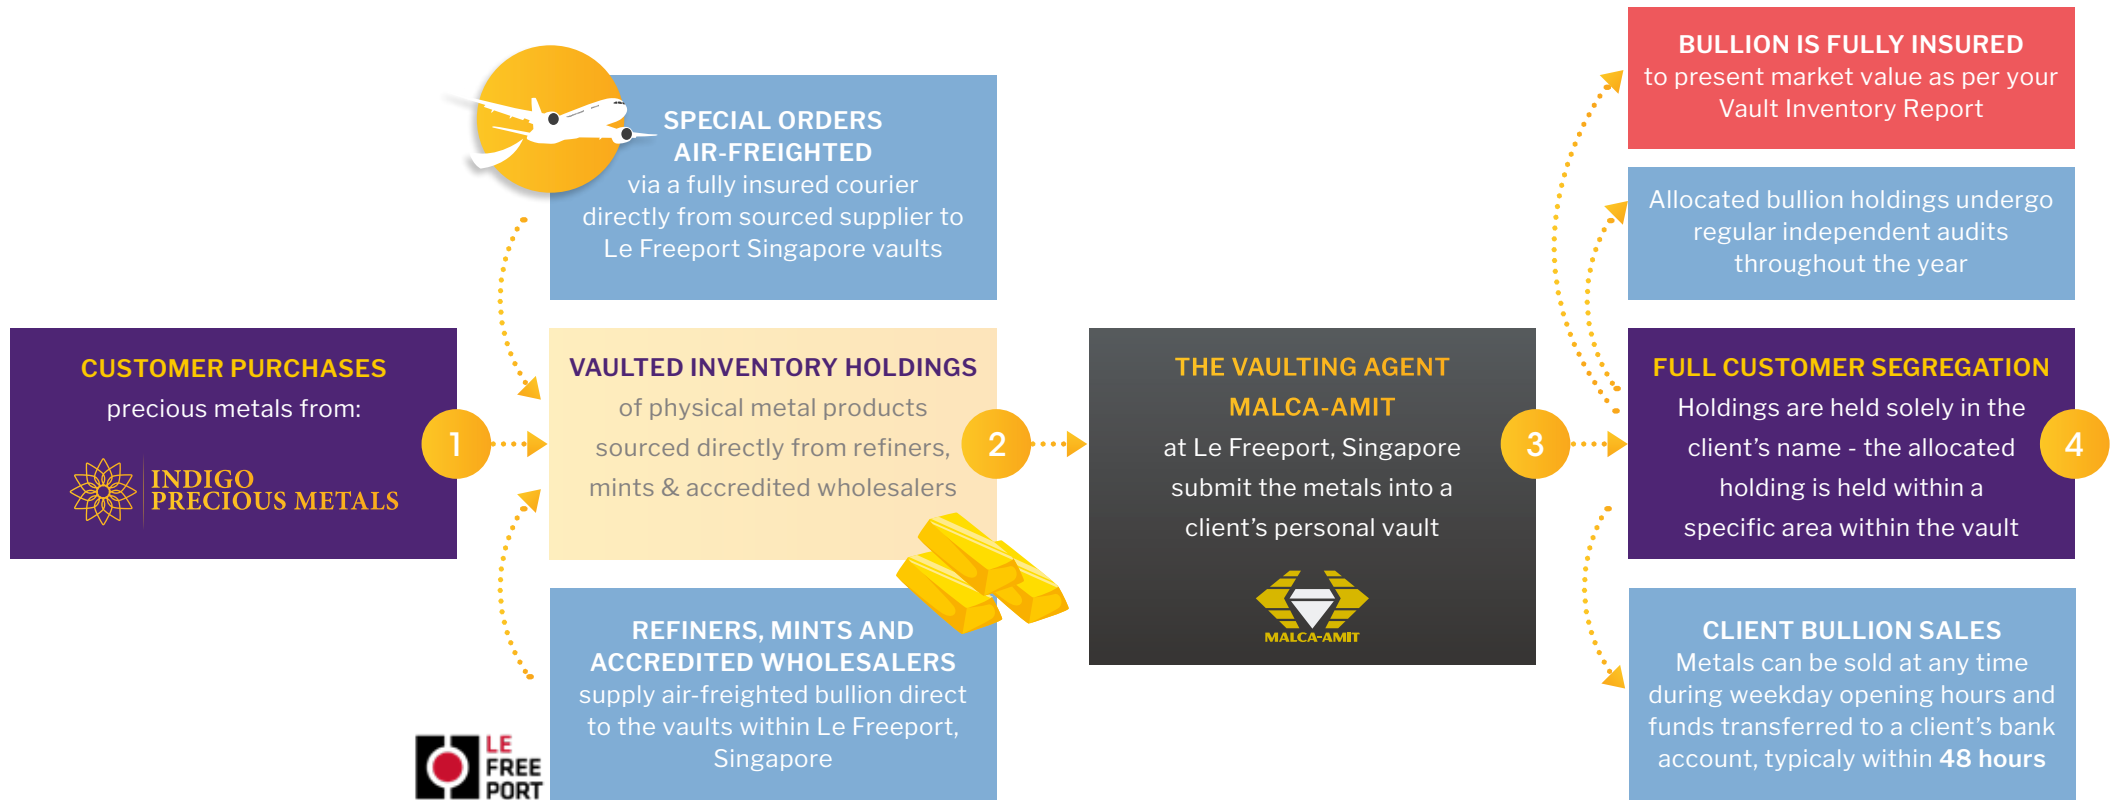 CUSTOMER PURCHASES
precious metals from:
INDIGO
PRECIOUS METALS
1
SPECIAL ORDERS
AIR-FREIGHTED
via a fully insured courier
directly from sourced supplier to
Le Freeport Singapore vaults
VAULTED INVENTORY HOLDINGS
of physical metal products
sourced directly from refiners,
mints & accredited wholesalers
2
REFINERS, MINTS AND
ACCREDITED WHOLESALERS
supply air-freighted bullion direct
to the vaults within Le Freeport,
Singapore
LE
FREE
PORT
THE VAULTING AGENT
MALCA-AMIT
at Le Freeport, Singapore
submit the metals into a
client’s personal vault
MALCA-AMIT
3
BULLION IS FULLY INSURED
to present market value as per your
Vault Inventory Report
Allocated bullion holdings undergo
regular independent audits
throughout the year
FULL CUSTOMER SEGREGATION
Holdings are held solely in the
client’s name - the allocated
holding is held within a
specific area within the vault
4
CLIENT BULLION SALES
Metals can be sold at any time
during weekday opening hours and
funds transferred to a client’s bank
account, typicaly within 48 hours